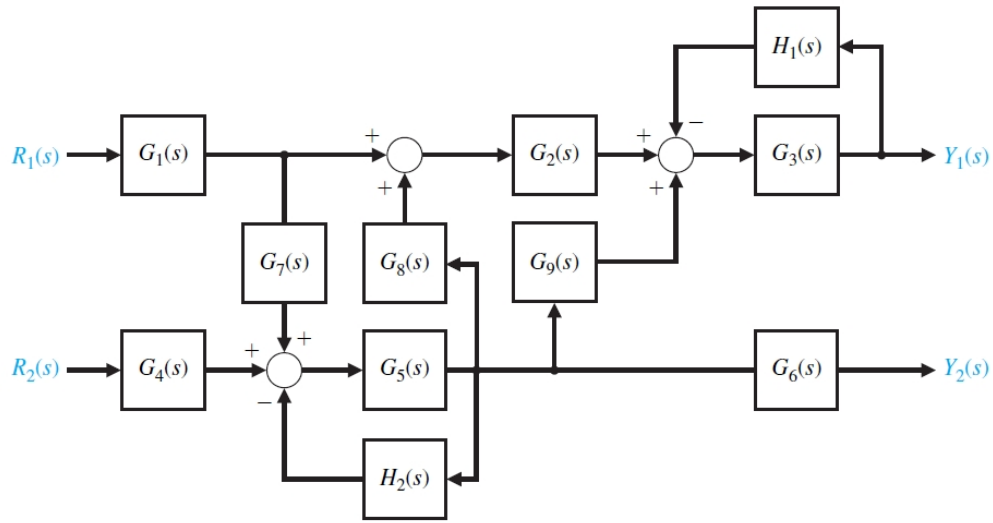 H₁(s)
−
R₁(s) G₁(s) + G₂(s) + G₃(s) Y₁(s)
+ +
G₇(s) G₈(s) G₉(s)
+
R₂(s) G₄(s) + G₅(s) G₆(s) Y₂(s)
−
H₂(s)